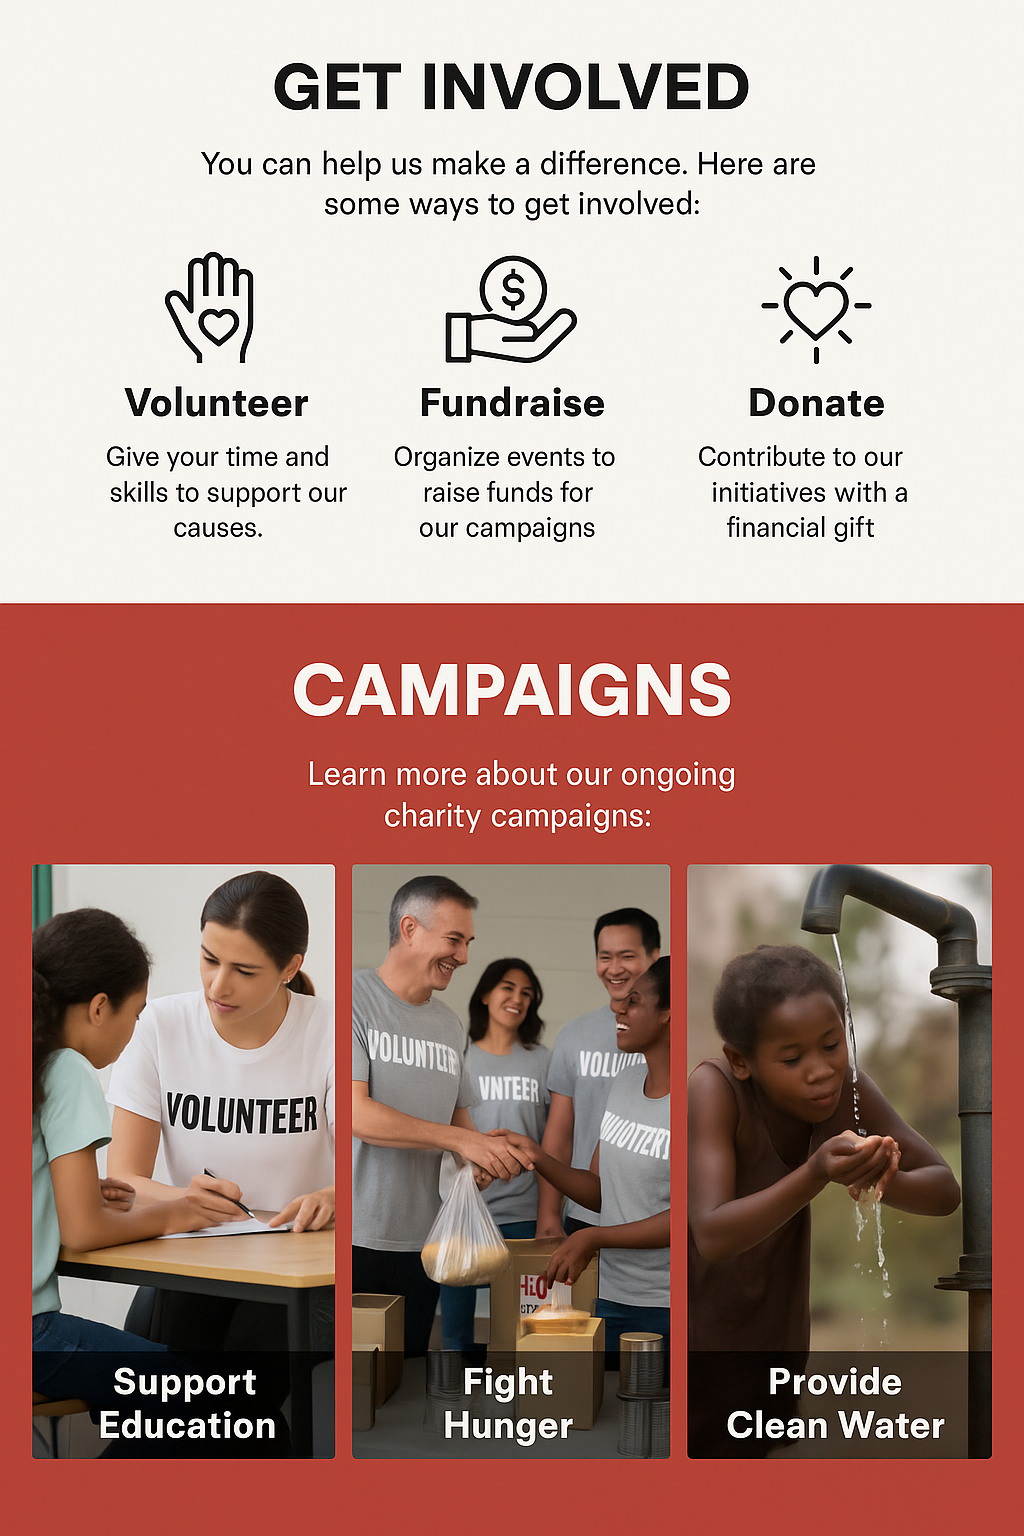 GET INVOLVED
You can help us make a difference. Here are
some ways to get involved:
$
Volunteer
Give your time and
skills to support our
causes.
Fundraise
Organize events to
raise funds for
our campaigns
Donate
Contribute to our
initiatives with a
financial gift
CAMPAIGNS
Learn more about our ongoing
charity campaigns:
VOLUNTEER
Support
Education
VOLUNTEER
VNTEER
Fight
Hunger
Provide
Clean Water